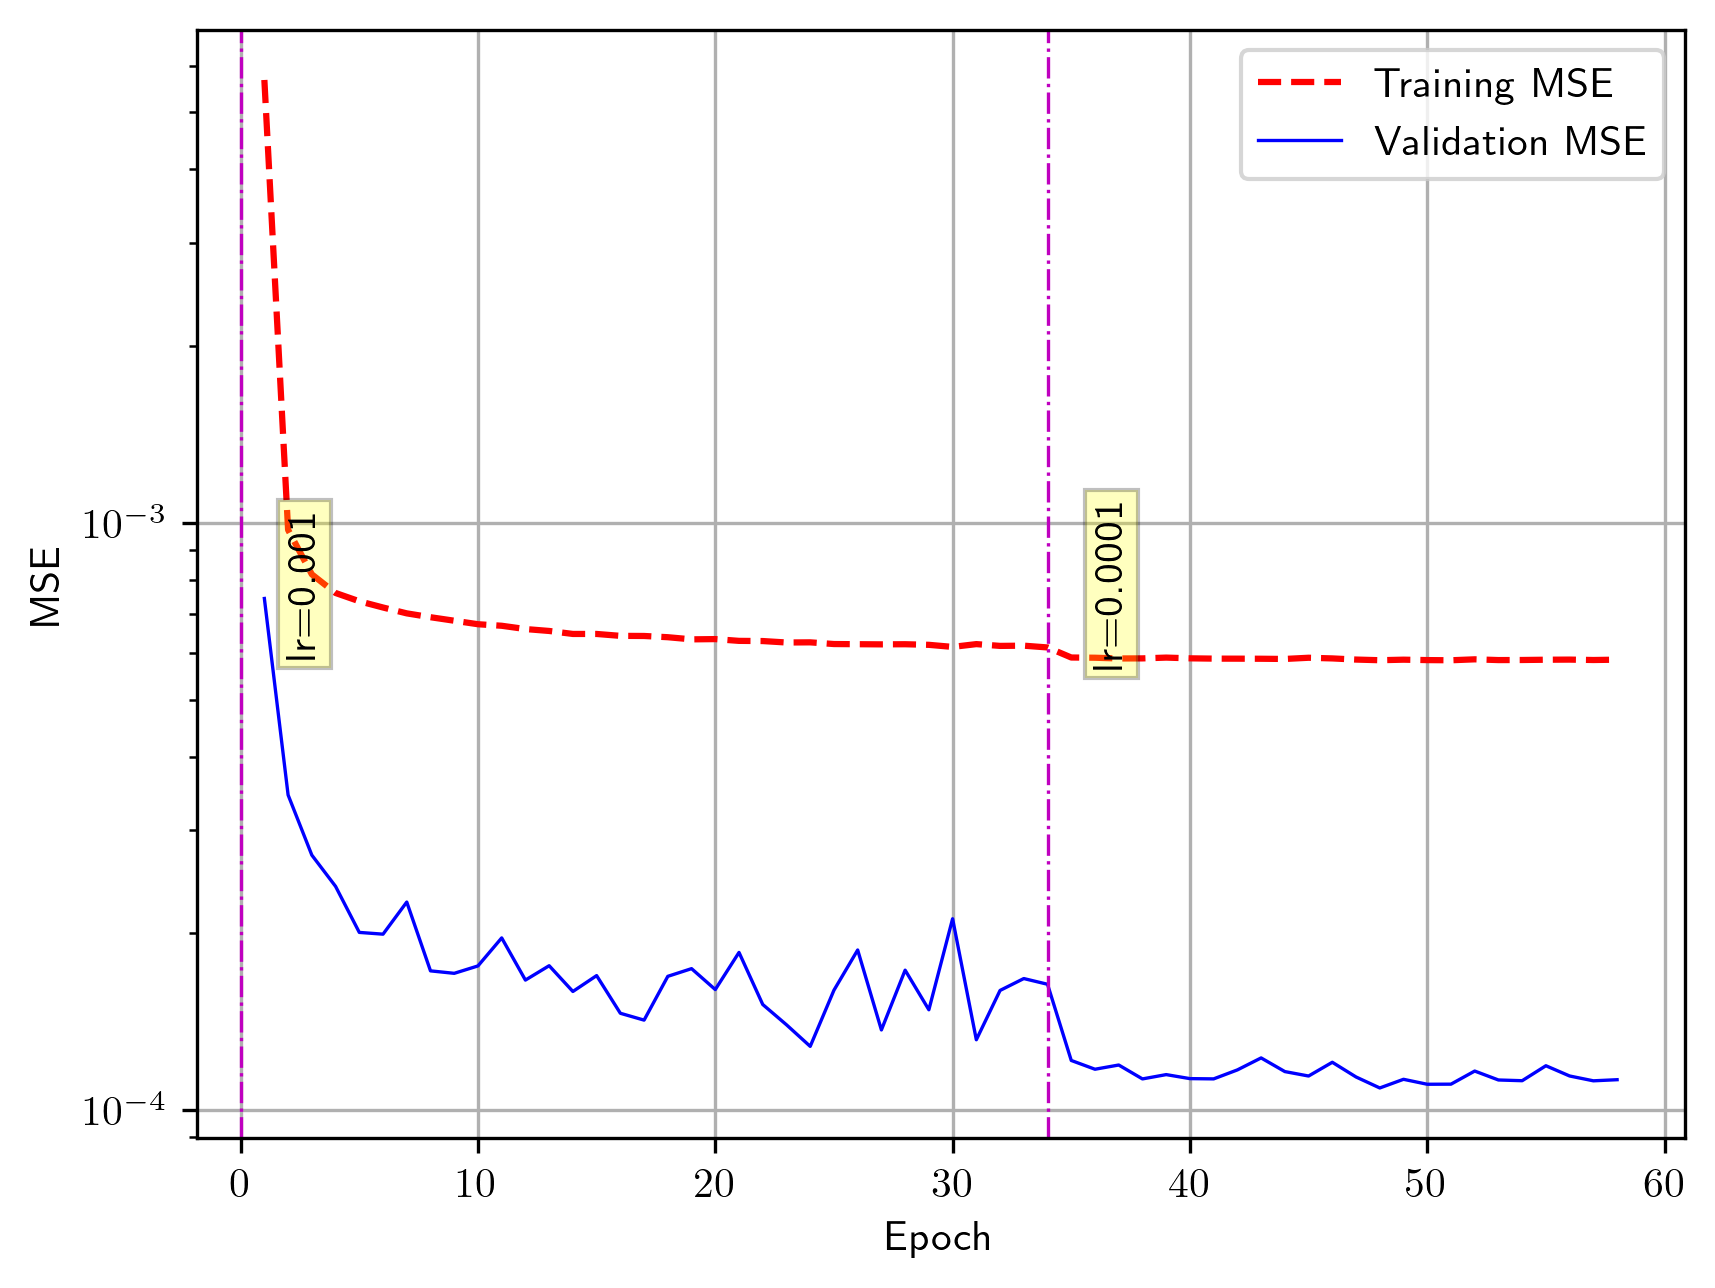 Training MSE
Validation MSE
MSE
10⁻³
10⁻⁴
lr=0.001
lr=0.0001
0 10 20 30 40 50 60
Epoch